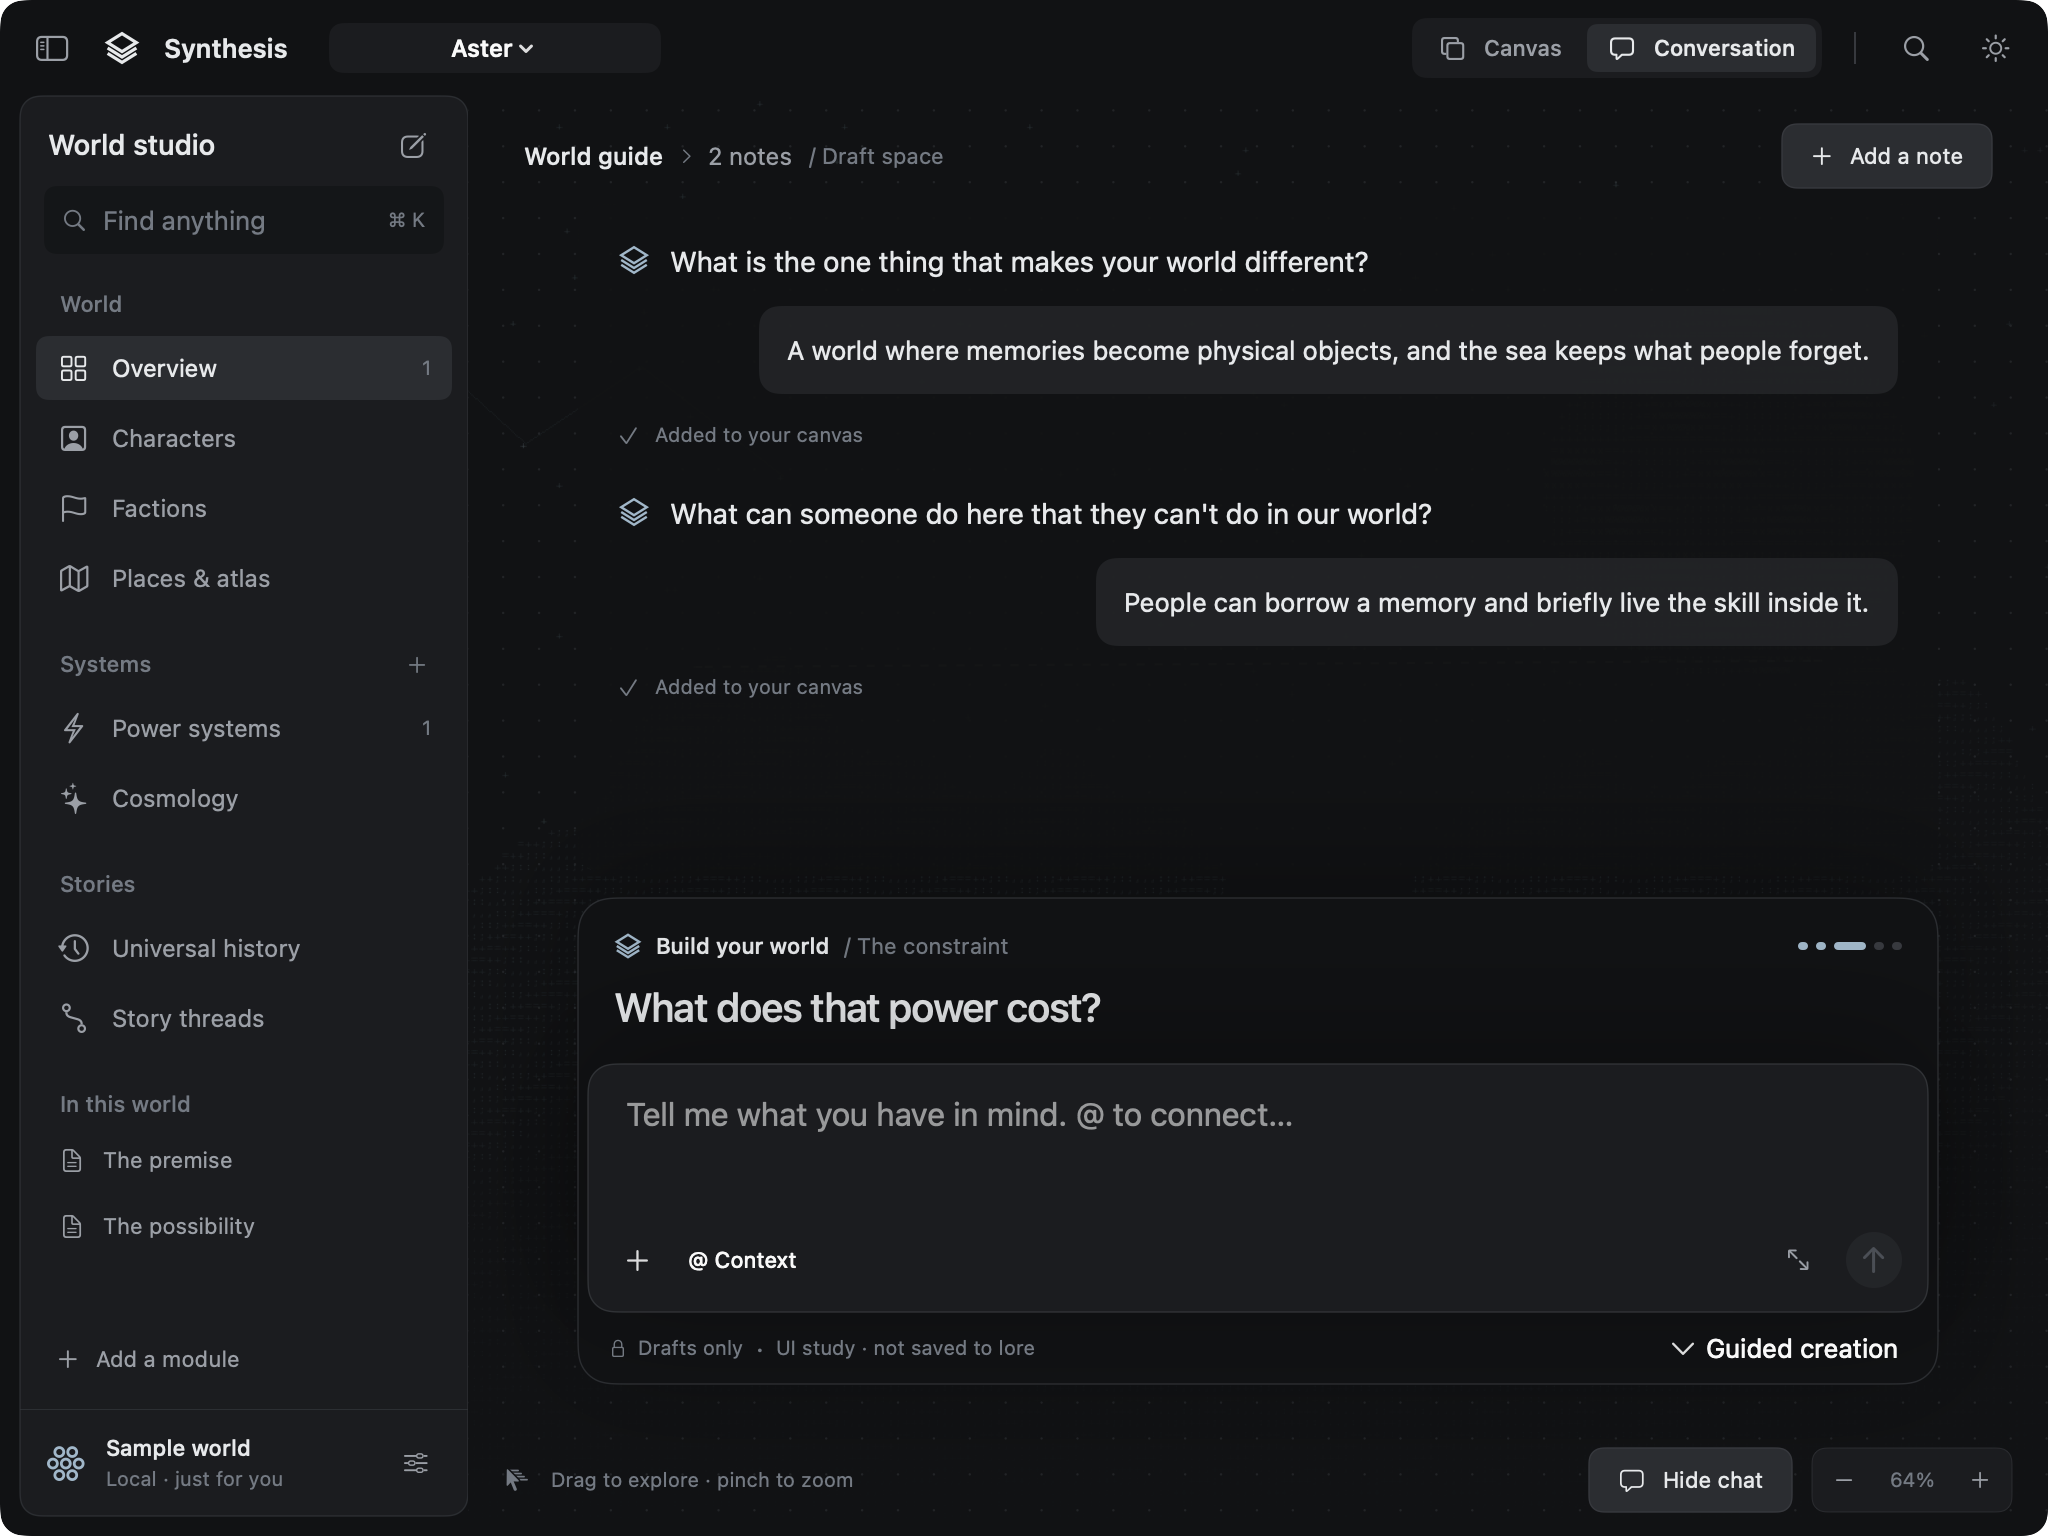 Synthesis
Aster
Canvas
Conversation
World studio
Find anything
⌘ K
World
Overview
1
Characters
Factions
Places & atlas
Systems
Power systems
1
Cosmology
Stories
Universal history
Story threads
In this world
The premise
The possibility
Add a module
Sample world
Local · just for you
World guide > 2 notes / Draft space
Add a note
What is the one thing that makes your world different?
A world where memories become physical objects, and the sea keeps what people forget.
Added to your canvas
What can someone do here that they can't do in our world?
People can borrow a memory and briefly live the skill inside it.
Added to your canvas
Build your world / The constraint
What does that power cost?
Tell me what you have in mind. @ to connect...
@ Context
Drafts only · UI study · not saved to lore
Guided creation
Drag to explore · pinch to zoom
Hide chat
64%